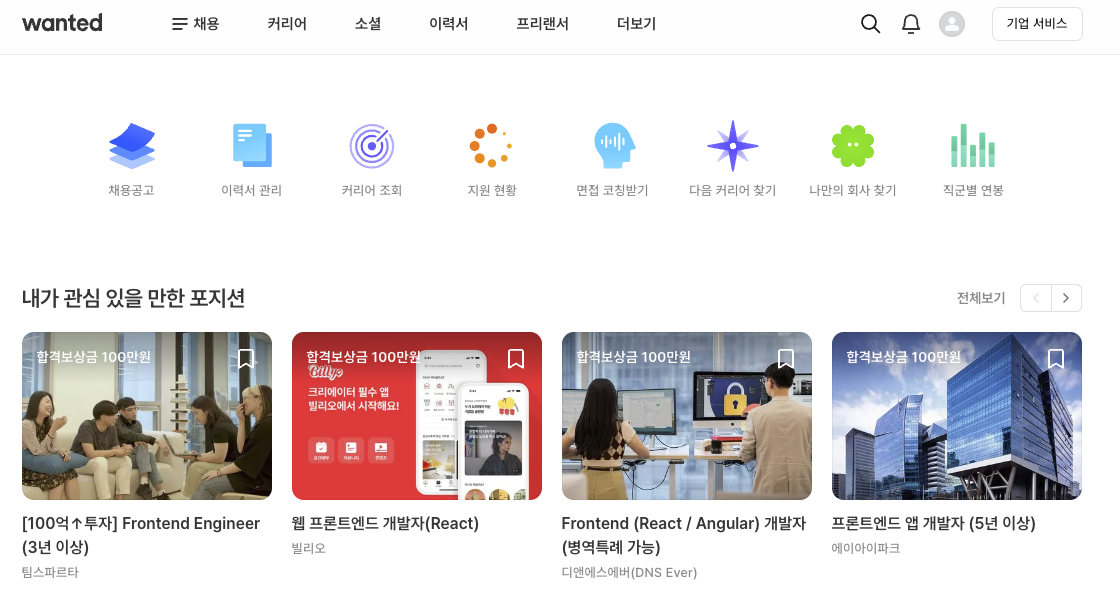 wanted
채용
커리어
소셜
이력서
프리랜서
더보기
기업 서비스
채용공고
이력서 관리
커리어 조회
지원 현황
면접 코칭받기
다음 커리어 찾기
나만의 회사 찾기
직군별 연봉
내가 관심 있을 만한 포지션
전체보기
합격보상금 100만원
합격보상금 100만원
Billyo
크리에이터 필수 앱
빌리오에서 시작해요!
합격보상금 100만원
합격보상금 100만원
[100억↑투자] Frontend Engineer
(3년 이상)
팀스파르타
웹 프론트엔드 개발자(React)
빌리오
Frontend (React / Angular) 개발자
(병역특례 가능)
디앤에스에버(DNS Ever)
프론트엔드 앱 개발자 (5년 이상)
에이아이파크